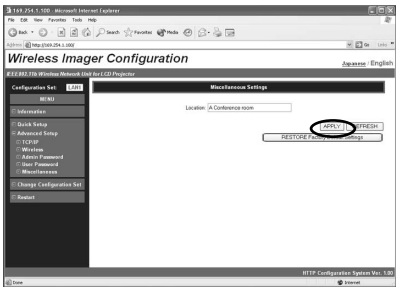 169.254.1.100 - Microsoft Internet Explorer
File Edit View Favorites Tools Help
Back Search Favorites Media
Address http://169.254.1.100/ Go Links
Wireless Imager Configuration
Japanese / English
IEEE802.11b Wireless Network Unit for LCD Projector
Configuration Set: LAN1
Miscellaneous Settings
MENU
Information
Quick Setup
Advanced Setup
TCP/IP
Wireless
Admin Password
User Password
Miscellaneous
Change Configuration Set
Restart
Location: A Conference room
APPLY REFRESH
RESTORE Factory Settings
HTTP Configuration System Ver. 1.00
Done Internet